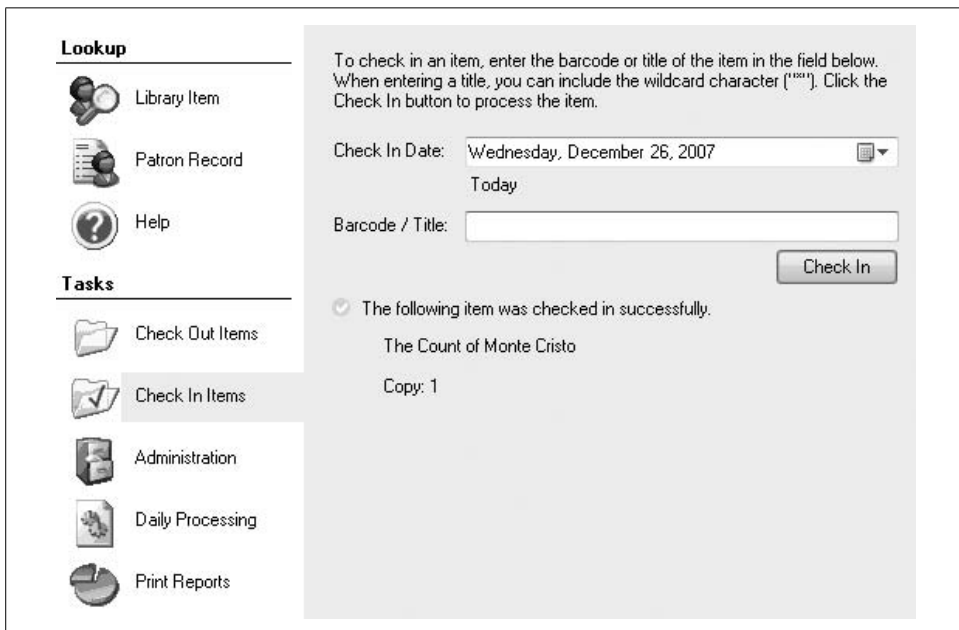 Lookup
Library Item
Patron Record
Help
Tasks
Check Out Items
Check In Items
Administration
Daily Processing
Print Reports
To check in an item, enter the barcode or title of the item in the field below.
When entering a title, you can include the wildcard character ("*"). Click the
Check In button to process the item.
Check In Date: Wednesday, December 26, 2007
Today
Barcode / Title:
Check In
The following item was checked in successfully.
The Count of Monte Cristo
Copy: 1